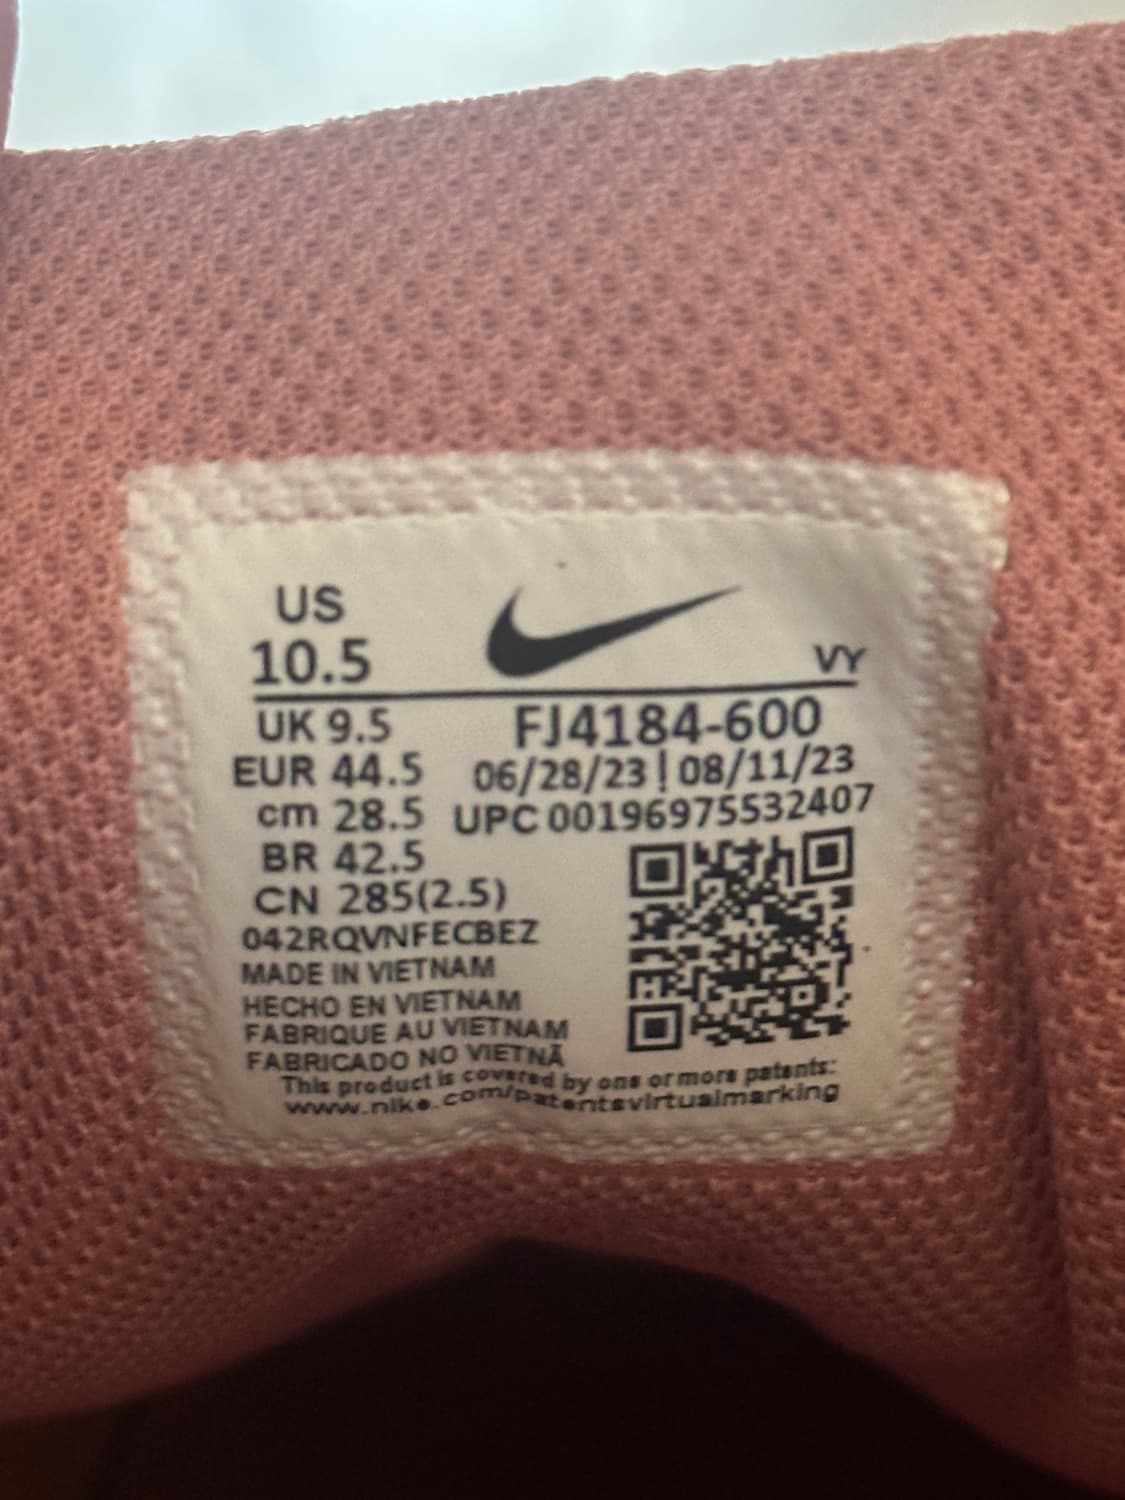 US
10.5
VY
UK 9.5
FJ4184-600
EUR 44.5
06/28/23 | 08/11/23
cm 28.5
UPC 00196975532407
BR 42.5
CN 285(2.5)
042RQVNFECBEZ
MADE IN VIETNAM
HECHO EN VIETNAM
FABRIQUE AU VIETNAM
FABRICADO NO VIETNÃ
This product is covered by one or more patents:
www.nike.com/patentsvirtualmarking